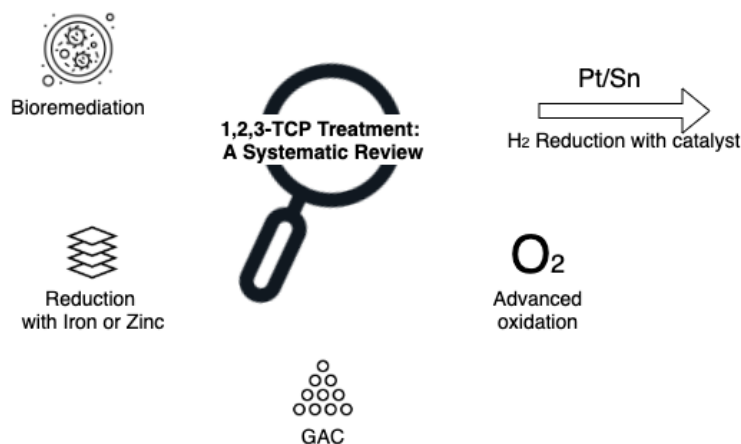 Bioremediation
1,2,3-TCP Treatment:
A Systematic Review
Pt/Sn
H2 Reduction with catalyst
Reduction
with Iron or Zinc
O2
Advanced
oxidation
GAC